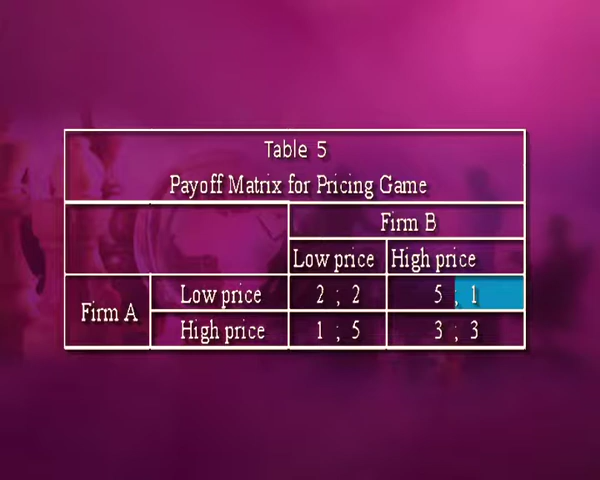 Table 5
Payoff Matrix for Pricing Game
Firm B
Low price High price
Firm A
Low price 2 ; 2 5 ; 1
High price 1 ; 5 3 ; 3